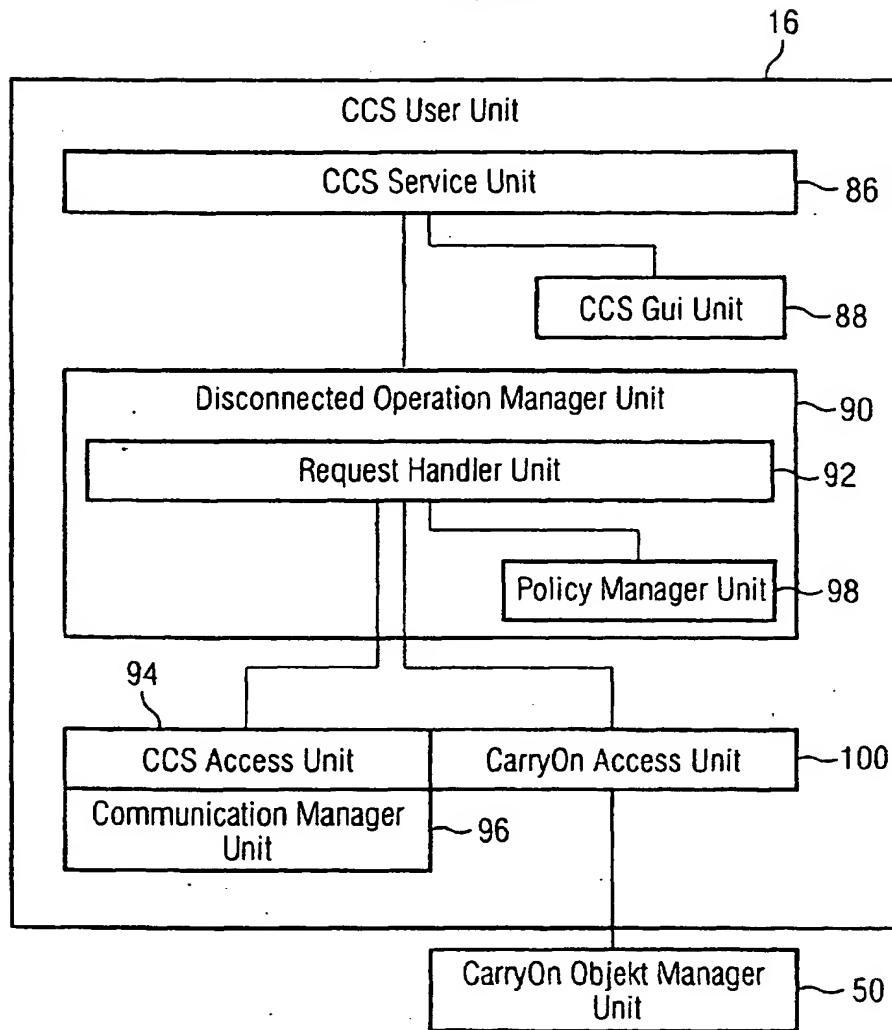 16
CCS User Unit
CCS Service Unit
86
CCS Gui Unit
88
Disconnected Operation Manager Unit
90
Request Handler Unit
92
Policy Manager Unit
98
94
CCS Access Unit
CarryOn Access Unit
100
Communication Manager
Unit
96
CarryOn Objekt Manager
Unit
50